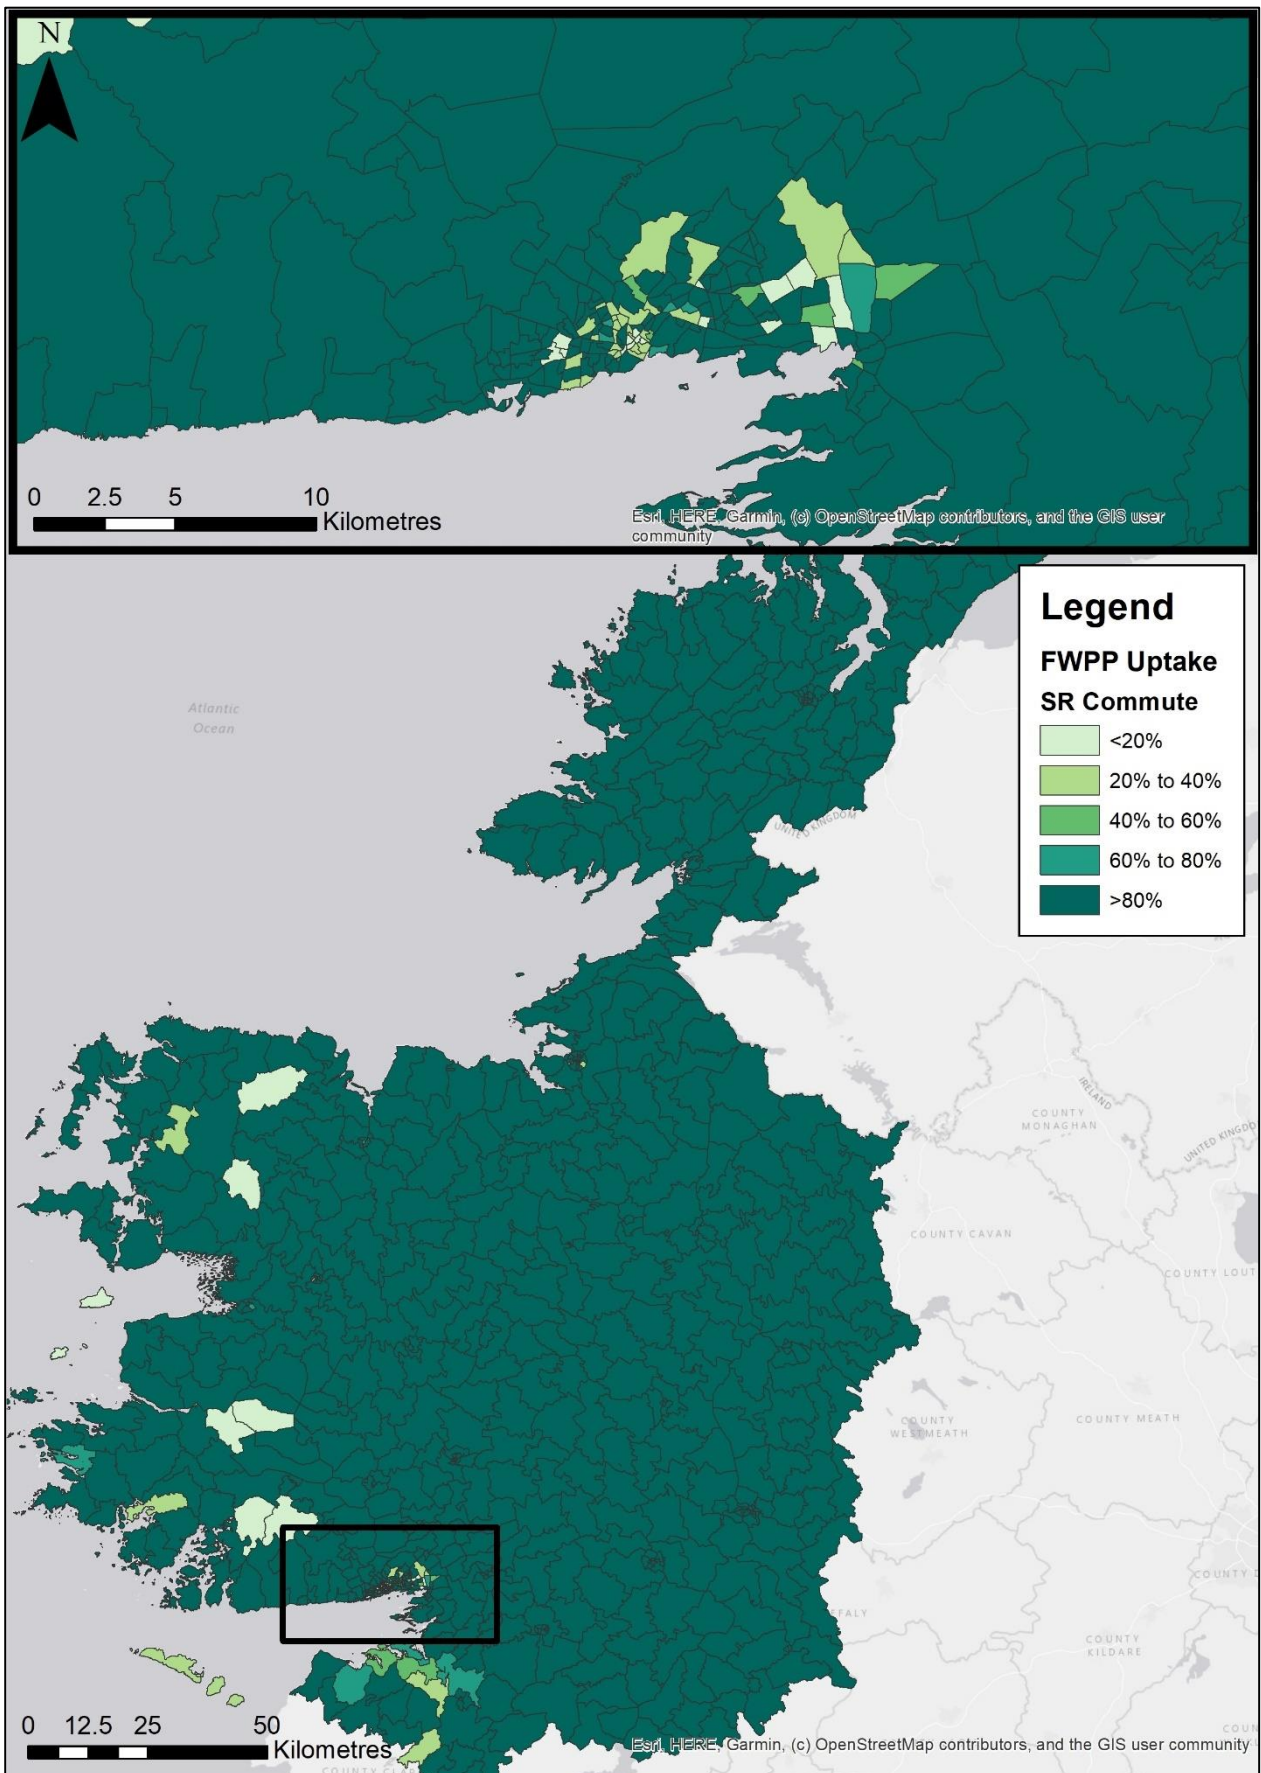 N
0 2.5 5 10
Kilometres
Esri, HERE, Garmin, (c) OpenStreetMap contributors, and the GIS user
community
Legend
FWPP Uptake
SR Commute
<20%
20% to 40%
40% to 60%
60% to 80%
>80%
Atlantic
Ocean
UNITED KINGDOM
IRELAND
COUNTY
MONAGHAN
UNITED KINGDO
COUNTY CAVAN
COUNTY LOUT
COUNTY
WESTMEATH
COUNTY MEATH
COUNTY D
FFALY
COUNTY
KILDARE
COUN
0 12.5 25 50
Kilometres
Esri, HERE, Garmin, (c) OpenStreetMap contributors, and the GIS user community